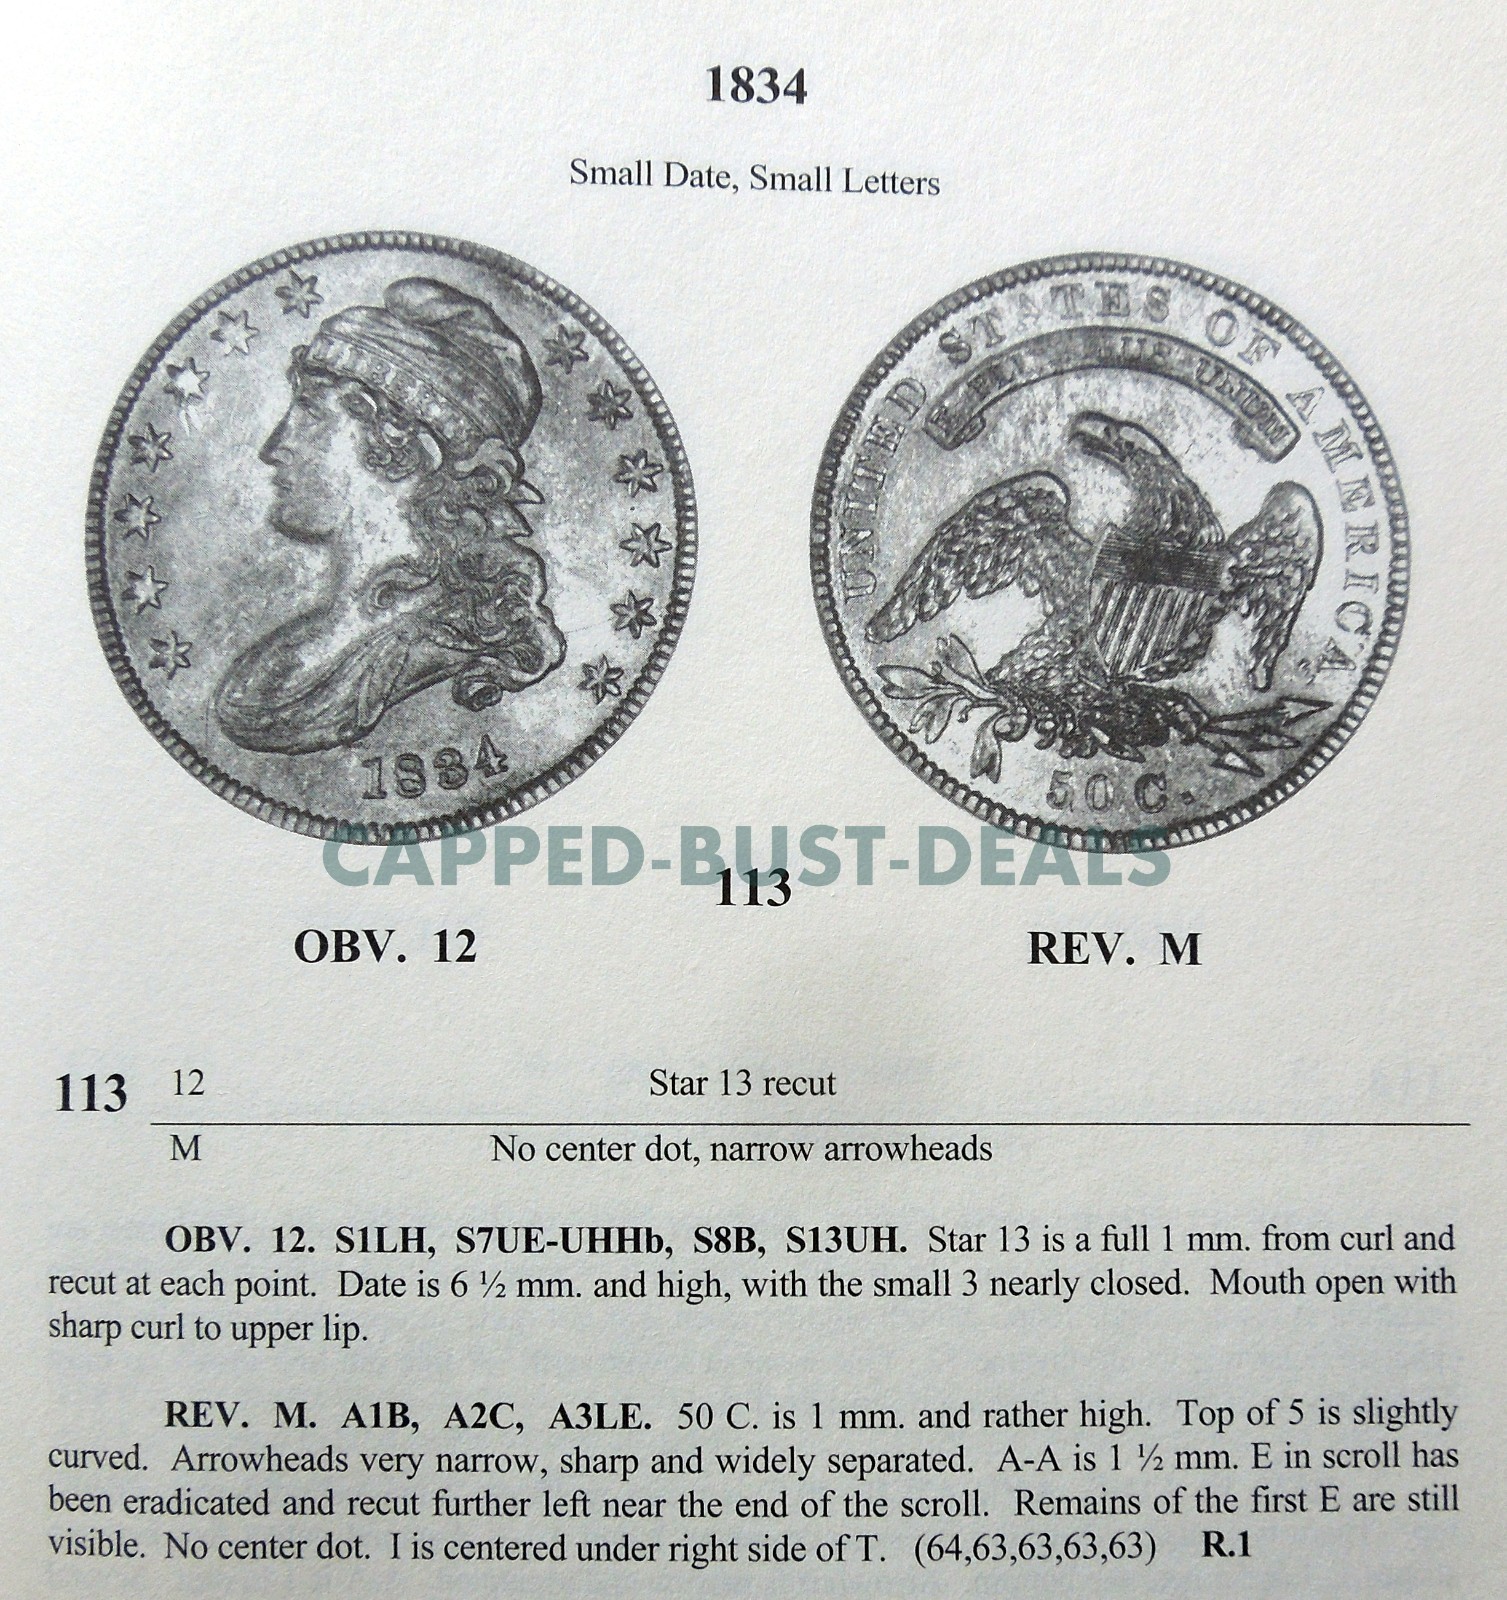 1834
Small Date, Small Letters
UNITED STATES OF AMERICA
1834
50 C.
CAPPED-BUST-DEALS
113
OBV. 12
REV. M
113 12 Star 13 recut
M No center dot, narrow arrowheads
OBV. 12. S1LH, S7UE-UHHb, S8B, S13UH. Star 13 is a full 1 mm. from curl and
recut at each point. Date is 6 ½ mm. and high, with the small 3 nearly closed. Mouth open with
sharp curl to upper lip.
REV. M. A1B, A2C, A3LE. 50 C. is 1 mm. and rather high. Top of 5 is slightly
curved. Arrowheads very narrow, sharp and widely separated. A-A is 1 ½ mm. E in scroll has
been eradicated and recut further left near the end of the scroll. Remains of the first E are still
visible. No center dot. I is centered under right side of T. (64,63,63,63,63) R.1